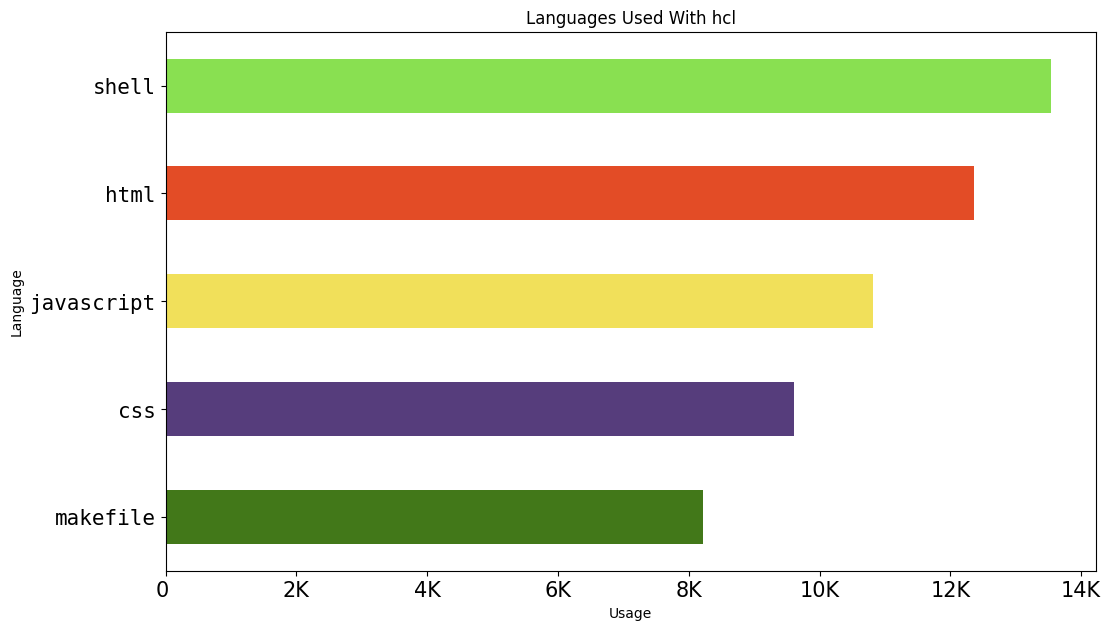 Languages Used With hcl
Language
shell
html
javascript
css
makefile
0 2K 4K 6K 8K 10K 12K 14K
Usage